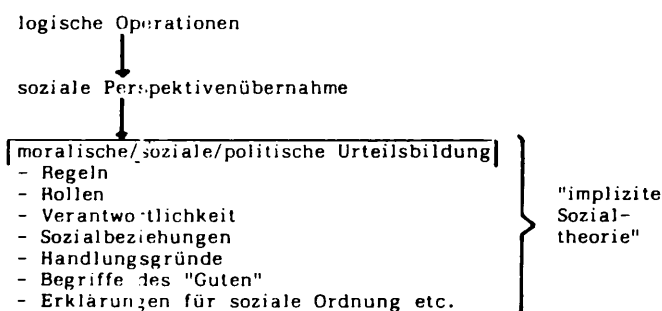 logische Operationen
soziale Perspektivenübernahme
moralische/soziale/politische Urteilsbildung
- Regeln
- Rollen
- Verantwortlichkeit
- Sozialbeziehungen
- Handlungsgründe
- Begriffe des "Guten"
- Erklärungen für soziale Ordnung etc.
"implizite
Sozial-
theorie"